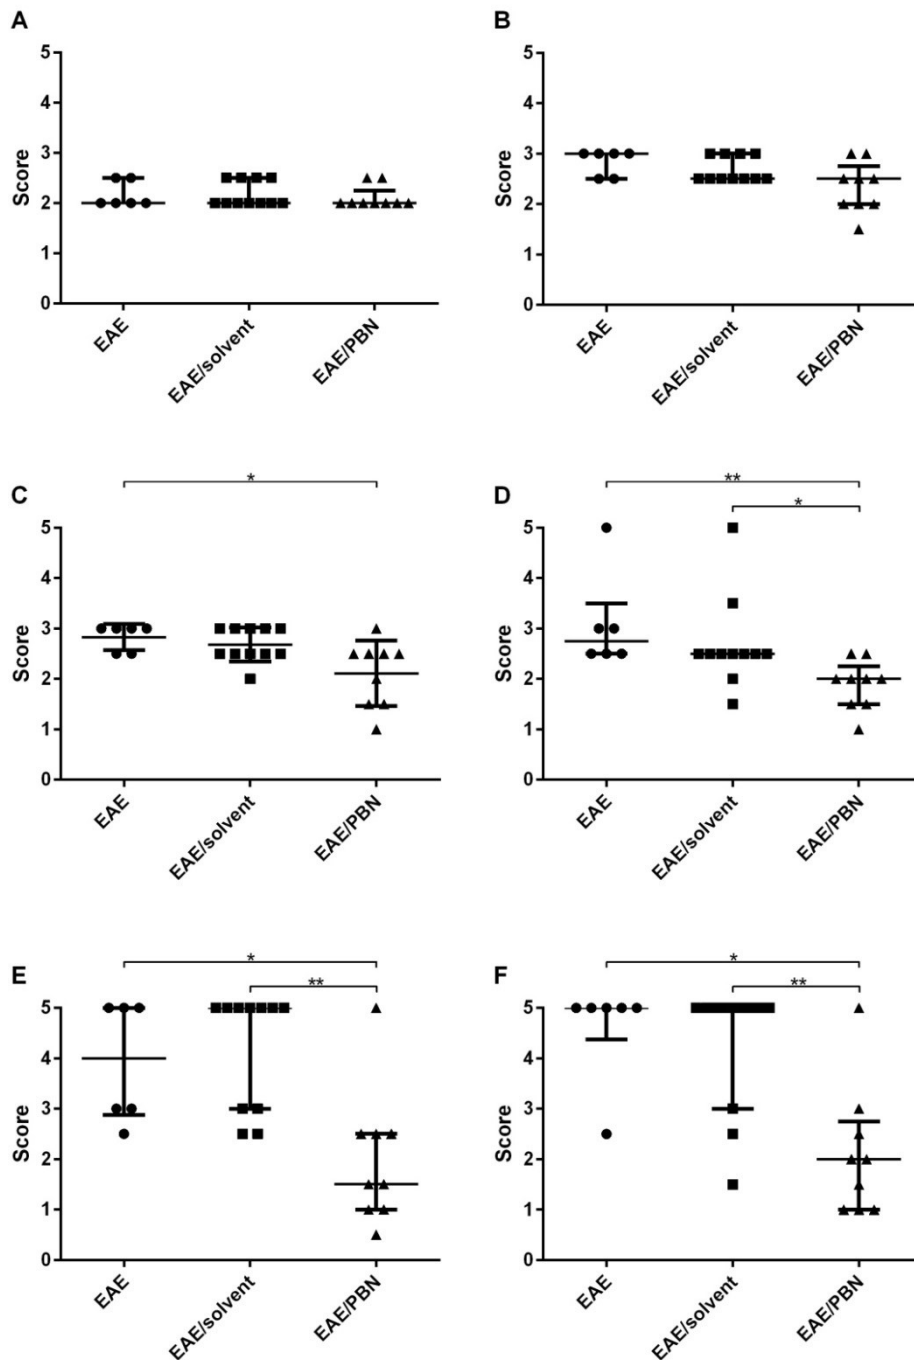 A
5
4
3
2
1
0
Score
EAE
EAE/solvent
EAE/PBN
B
5
4
3
2
1
0
Score
EAE
EAE/solvent
EAE/PBN
C
*
5
4
3
2
1
0
Score
EAE
EAE/solvent
EAE/PBN
D
**
*
5
4
3
2
1
0
Score
EAE
EAE/solvent
EAE/PBN
E
*
**
5
4
3
2
1
0
Score
EAE
EAE/solvent
EAE/PBN
F
*
**
5
4
3
2
1
0
Score
EAE
EAE/solvent
EAE/PBN